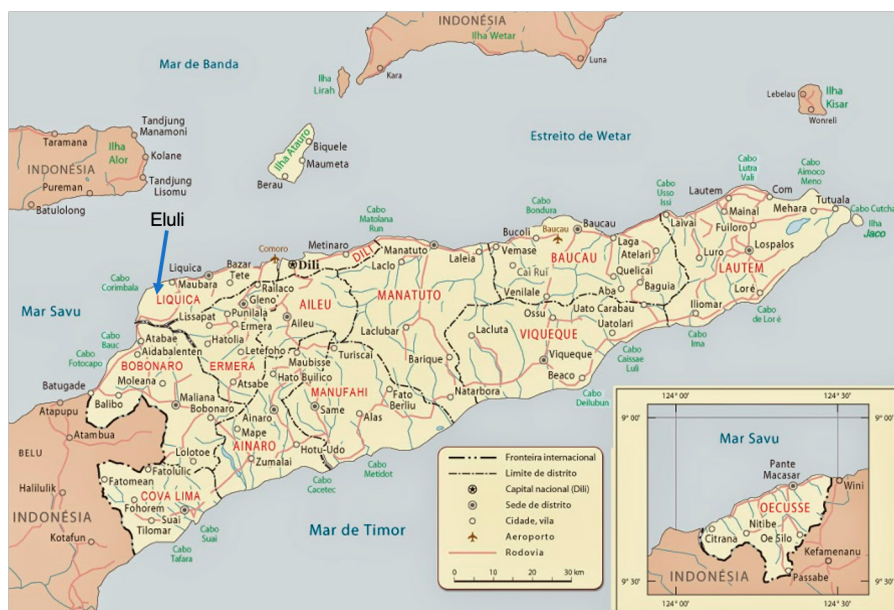 INDONÉSIA
Ilha Wetar
Mar de Banda
Ilha
Lirah
Kara
Luna
Lebelau
Ilha
Kisar
Wonreli
Tandjung
Manamoni
Taramana
Ilha
Alor
Kolane
INDONÉSIA
Pureman
Tandjung
Lisomu
Batulolong
Ilha Atauro
Biquele
Maumeta
Berau
Estreito de Wetar
Eluli
Cabo
Matolana
Run
Cabo
Bondura
Cabo
Usso
Issi
Cabo
Lutra
Vali
Cabo
Aimoco
Meno
Lautem
Com
Mehara
Tutuala
Cabo Cutcha
Ilha
Jaco
Mainal
Fuiloro
Laivai
Luro
Lospalos
LAUTEM
Loré
Iliomar
Cabo
de Lor é
Cabo
Ima
Comoro
Metinaro
Dili
DILI
Manatuto
Laclo
Laleia
Bucoli
Vemase
Baucau
Baucau
BAUCAU
Cai Rui
Laga
Atelari
Quelicai
Aba
Baguia
Venilale
Ossu
Uato Carabau
Uatolari
Cabo
Caissae
Luli
VIQUEQUE
Lacluta
Viqueque
Beaco
Cabo
Deilubun
Cabo
Corimbala
Liquica
Bazar
Tete
Maubara
LIQUICA
Railaco
Gleno
Lissapat
Punilala
Ermera
AILEU
Aileu
MANATUTO
Laclubar
Barique
Natarbora
Mar Savu
Cabo
Bauc
Cabo
Fotocapo
Atabae
Aidabalenten
BOBONARO
Moleana
Batugade
Balibo
Hatolia
Letefoho
ERMERA
Atsabe
Maubisse
Hato Builico
Turiscai
MANUFAHI
Same
Fato
Berliu
Alas
Maliana
Bobonaro
Ainaro
Mape
AINARO
Zumalai
Hotu-Udo
Cabo
Cacetec
Cabo
Metidot
Atapupu
Atambua
BELU
Lolotoe
Fatolulic
Fatomean
COVA LIMA
Fohorem
Suai
Tilomar
Cabo
Suai
Cabo
Tafara
Halilulik
INDONÉSIA
Kotafun
Mar de Timor
Fronteira internacional
Limite de distrito
Capital nacional (Díli)
Sede de distrito
Cidade, vila
Aeroporto
Rodovia
0
10
20
30 km
124° 00'
124° 30'
9° 00'
9° 00'
Mar Savu
Pante
Macasar
Wini
OECUSSE
Nitibe
Citrana
Oe Silo
Kefamenanu
INDONÉSIA
Passabe
9° 30'
9° 30'
124° 00'
124° 30'